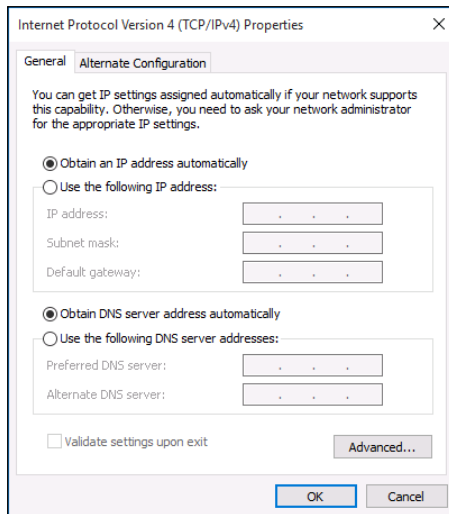 Internet Protocol Version 4 (TCP/IPv4) Properties
General
Alternate Configuration
You can get IP settings assigned automatically if your network supports
this capability. Otherwise, you need to ask your network administrator
for the appropriate IP settings.
Obtain an IP address automatically
Use the following IP address:
IP address:
. . .
Subnet mask:
. . .
Default gateway:
. . .
Obtain DNS server address automatically
Use the following DNS server addresses:
Preferred DNS server:
. . .
Alternate DNS server:
. . .
Validate settings upon exit
Advanced...
OK
Cancel